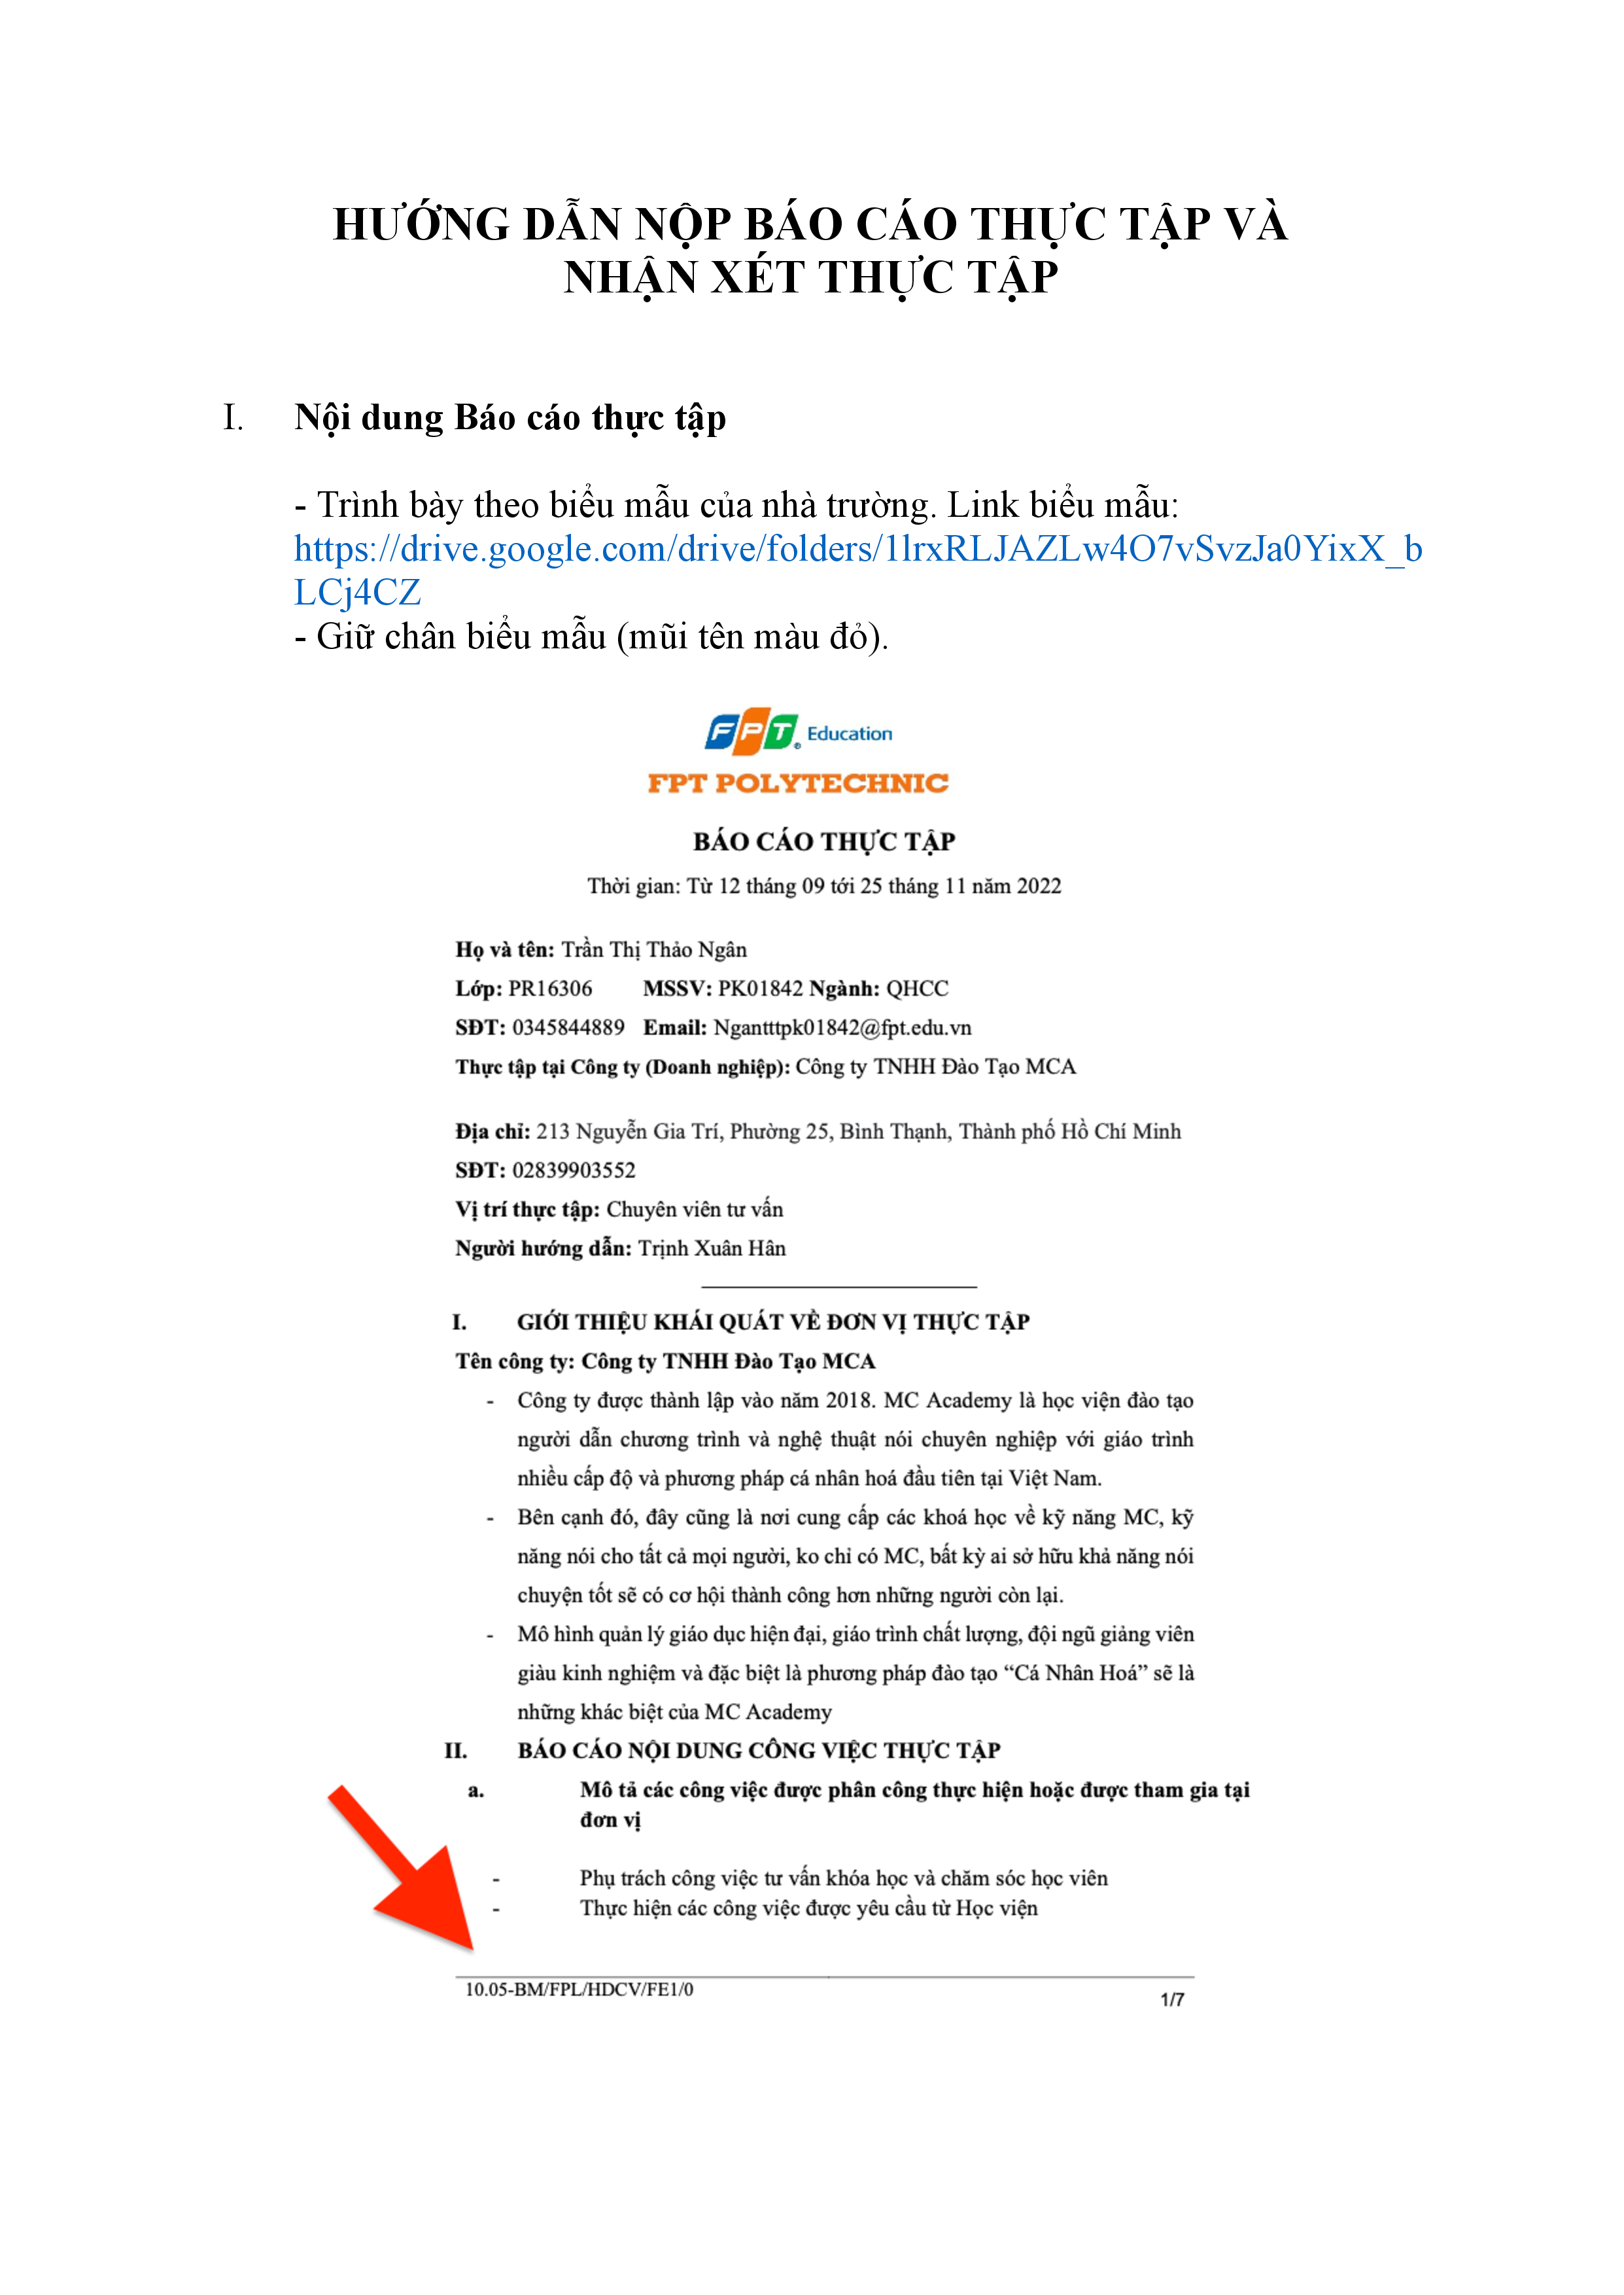 HƯỚNG DẪN NỘP BÁO CÁO THỰC TẬP VÀ
NHẬN XÉT THỰC TẬP
I. Nội dung Báo cáo thực tập
- Trình bày theo biểu mẫu của nhà trường. Link biểu mẫu:
https://drive.google.com/drive/folders/1lrxRLJAZLw4O7vSvzJa0YixX_b
LCj4CZ
- Giữ chân biểu mẫu (mũi tên màu đỏ).
FPT Education
FPT POLYTECHNIC
BÁO CÁO THỰC TẬP
Thời gian: Từ 12 tháng 09 tới 25 tháng 11 năm 2022
Họ và tên: Trần Thị Thảo Ngân
Lớp: PR16306 MSSV: PK01842 Ngành: QHCC
SĐT: 0345844889 Email: Ngantttpk01842@fpt.edu.vn
Thực tập tại Công ty (Doanh nghiệp): Công ty TNHH Đào Tạo MCA
Địa chỉ: 213 Nguyễn Gia Trí, Phường 25, Bình Thạnh, Thành phố Hồ Chí Minh
SĐT: 02839903552
Vị trí thực tập: Chuyên viên tư vấn
Người hướng dẫn: Trịnh Xuân Hân
I. GIỚI THIỆU KHÁI QUÁT VỀ ĐƠN VỊ THỰC TẬP
Tên công ty: Công ty TNHH Đào Tạo MCA
- Công ty được thành lập vào năm 2018. MC Academy là học viện đào tạo
người dẫn chương trình và nghệ thuật nói chuyên nghiệp với giáo trình
nhiều cấp độ và phương pháp cá nhân hoá đầu tiên tại Việt Nam.
- Bên cạnh đó, đây cũng là nơi cung cấp các khoá học về kỹ năng MC, kỹ
năng nói cho tất cả mọi người, ko chỉ có MC, bất kỳ ai sở hữu khả năng nói
chuyện tốt sẽ có cơ hội thành công hơn những người còn lại.
- Mô hình quản lý giáo dục hiện đại, giáo trình chất lượng, đội ngũ giảng viên
giàu kinh nghiệm và đặc biệt là phương pháp đào tạo “Cá Nhân Hoá” sẽ là
những khác biệt của MC Academy
II. BÁO CÁO NỘI DUNG CÔNG VIỆC THỰC TẬP
a. Mô tả các công việc được phân công thực hiện hoặc được tham gia tại
đơn vị
- Phụ trách công việc tư vấn khóa học và chăm sóc học viên
- Thực hiện các công việc được yêu cầu từ Học viện
10.05-BM/FPL/HDCV/FE1/0
1/7